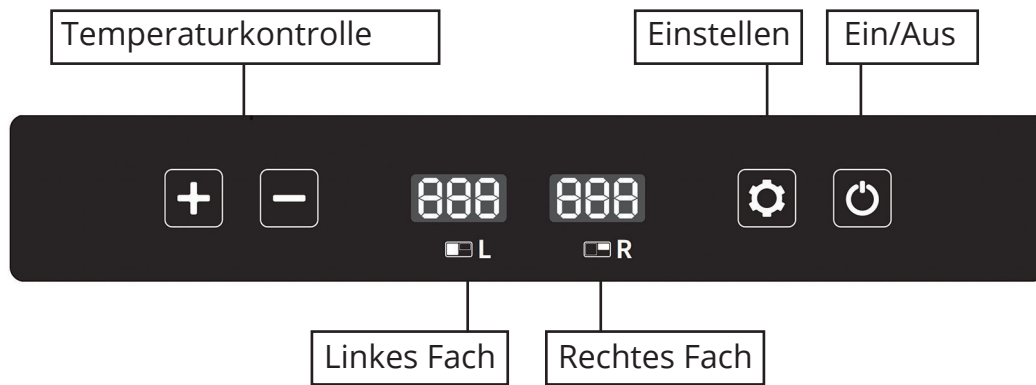 Temperaturkontrolle
Einstellen
Ein/Aus
888 888
L R
Linkes Fach
Rechtes Fach